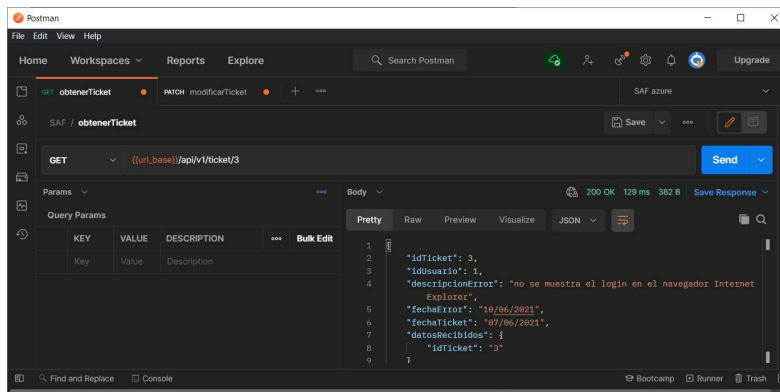 Postman
File Edit View Help
Home Workspaces Reports Explore Search Postman Upgrade
GET obtenerTicket PATCH modificarTicket SAF azure
SAF / obtenerTicket Save
GET {{url_base}}/api/v1/ticket/3 Send
Params Body 200 OK 129 ms 382 B Save Response
Query Params Pretty Raw Preview Visualize JSON
KEY VALUE DESCRIPTION Bulk Edit
Key Value Description
1 {
2 "idTicket": 3,
3 "idUsuario": 1,
4 "descripcionError": "no se muestra el login en el navegador Internet
Explorer",
5 "fechaError": "10/06/2021",
6 "fechaTicket": "07/06/2021",
7 "datosRecibidos": {
8 "idTicket": "3"
9 }
Find and Replace Console Bootcamp Runner Trash